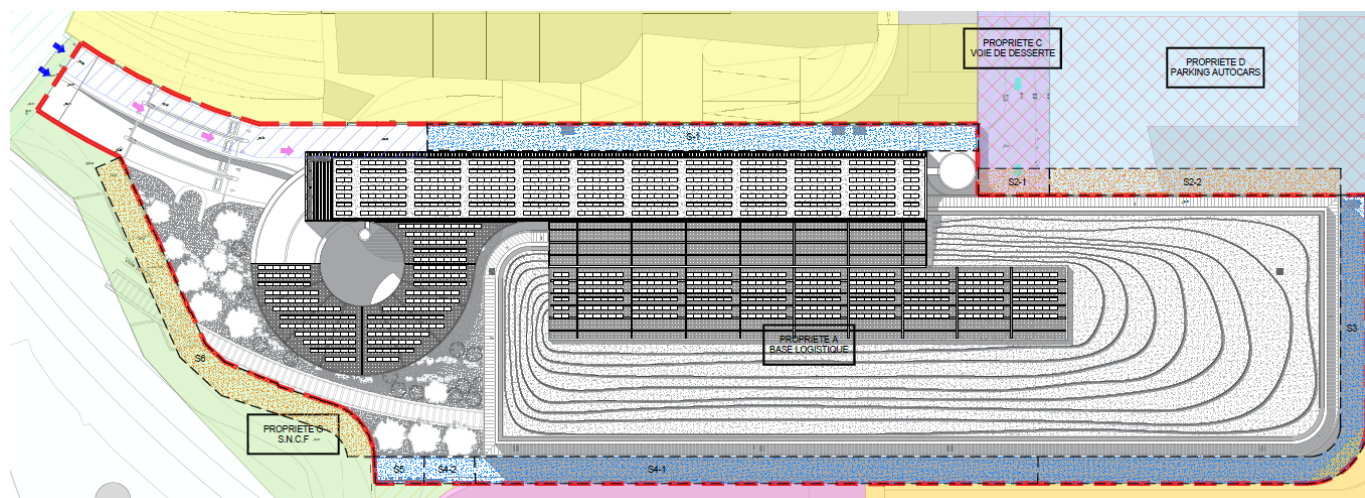 PROPRIETE C
VOIE DE DESSERTE
PROPRIETE D
PARKING AUTOCARS
S-1
S2-1
S2-2
S3
PROPRIETE A
BASE LOGISTIQUE
S6
PROPRIETE G
S.N.C.F
S5
S4-2
S4-1